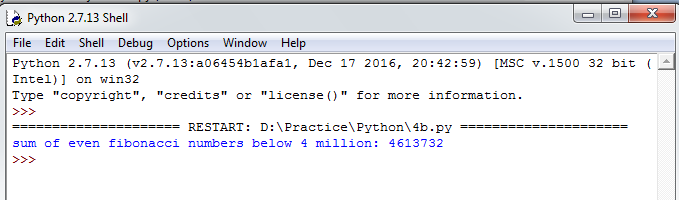 Python 2.7.13 Shell
File Edit Shell Debug Options Window Help
Python 2.7.13 (v2.7.13:a06454b1afa1, Dec 17 2016, 20:42:59) [MSC v.1500 32 bit (
Intel)] on win32
Type "copyright", "credits" or "license()" for more information.
>>>
===================== RESTART: D:\Practice\Python\4b.py =====================
sum of even fibonacci numbers below 4 million: 4613732
>>>